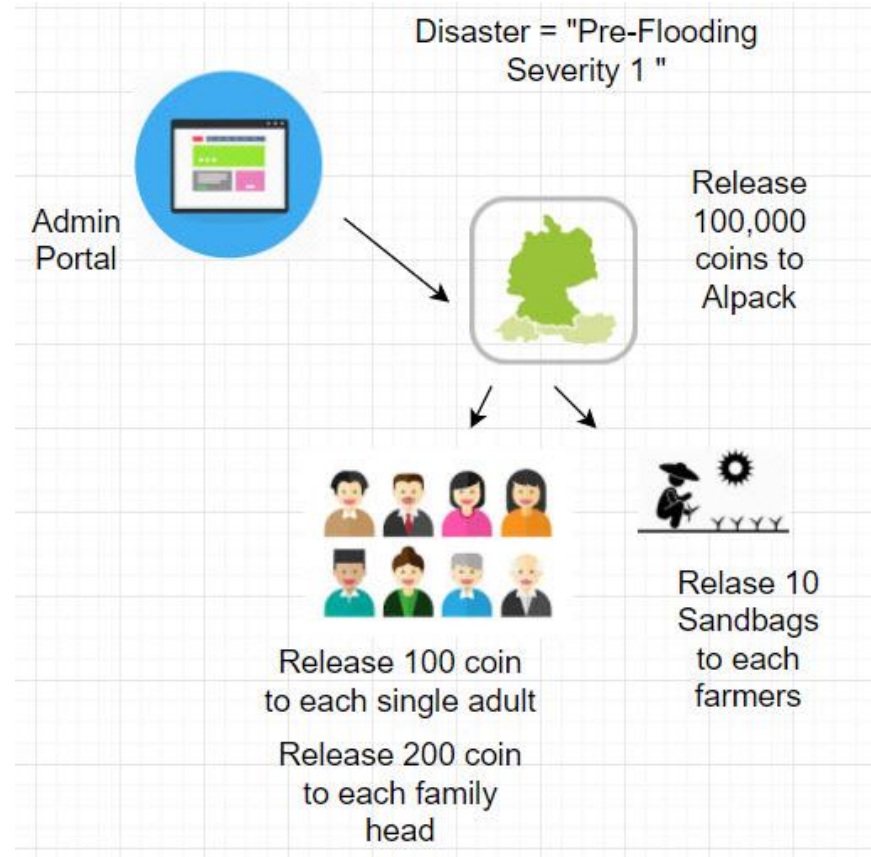 Disaster = "Pre-Flooding
Severity 1 "
Admin
Portal
Release
100,000
coins to
Alpack
Release 100 coin
to each single adult
Release 200 coin
to each family
head
Relase 10
Sandbags
to each
farmers